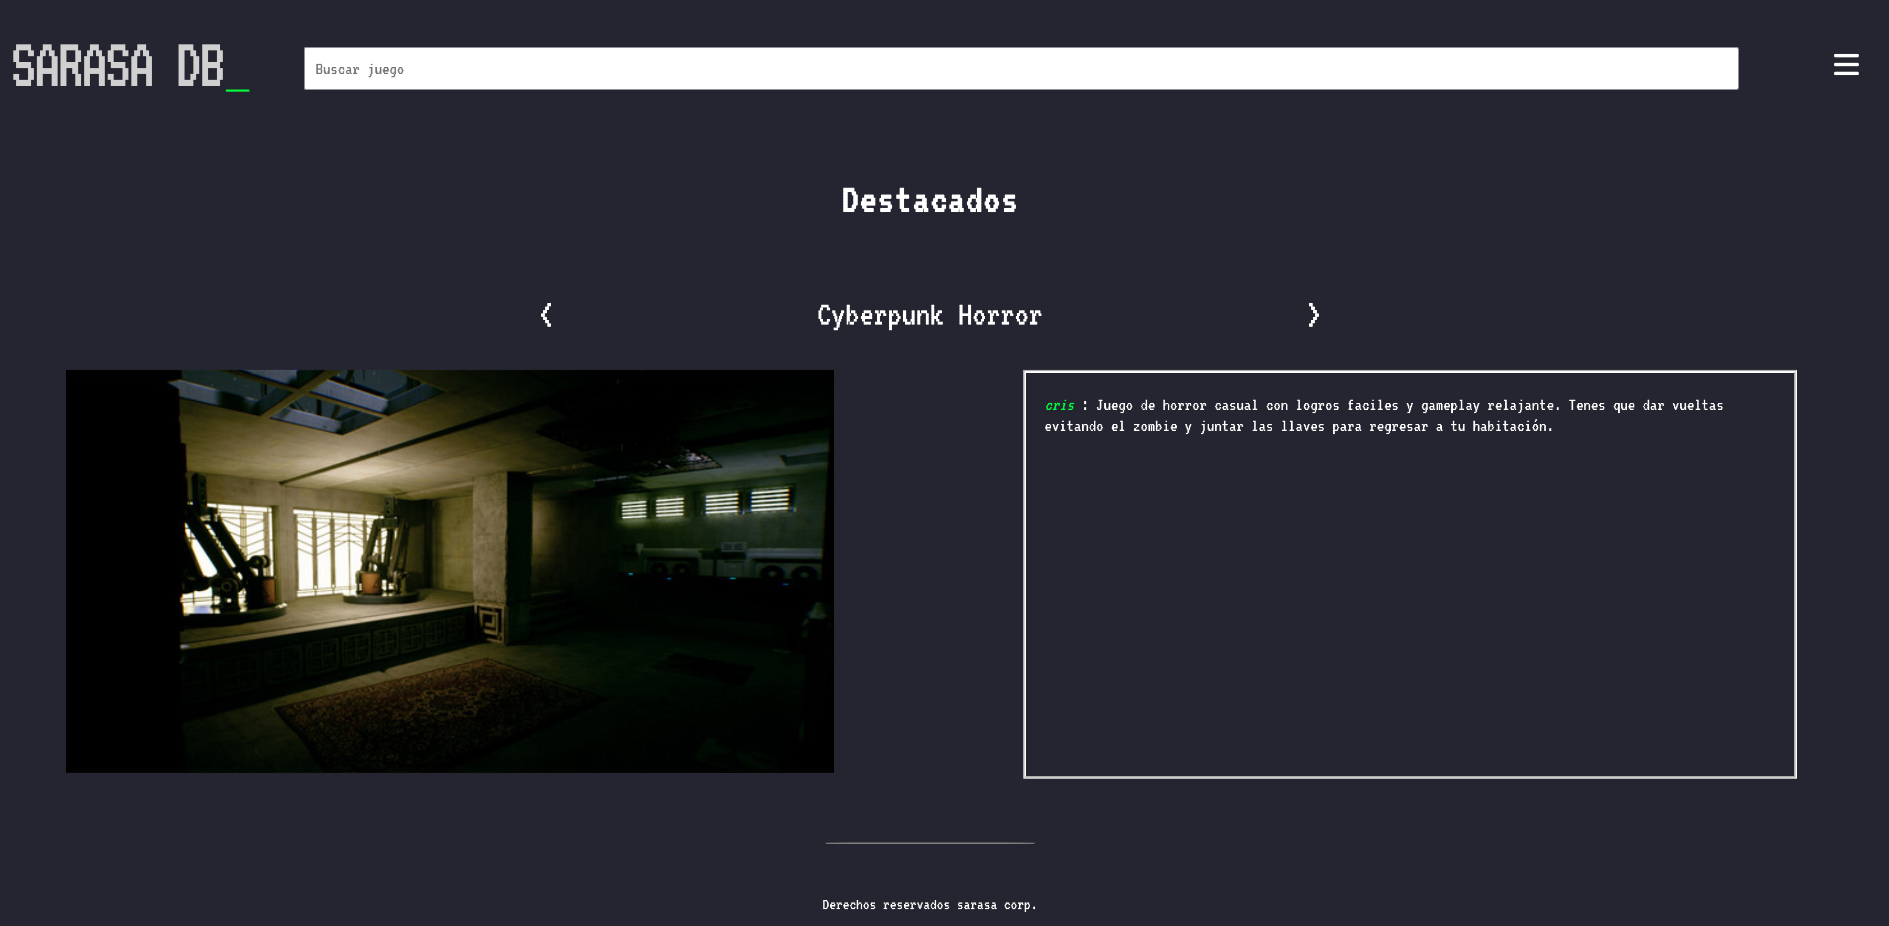 SARASA DB_
Buscar juego
Destacados
< Cyberpunk Horror >
cris : Juego de horror casual con logros faciles y gameplay relajante. Tenes que dar vueltas
evitando el zombie y juntar las llaves para regresar a tu habitación.
Derechos reservados sarasa corp.